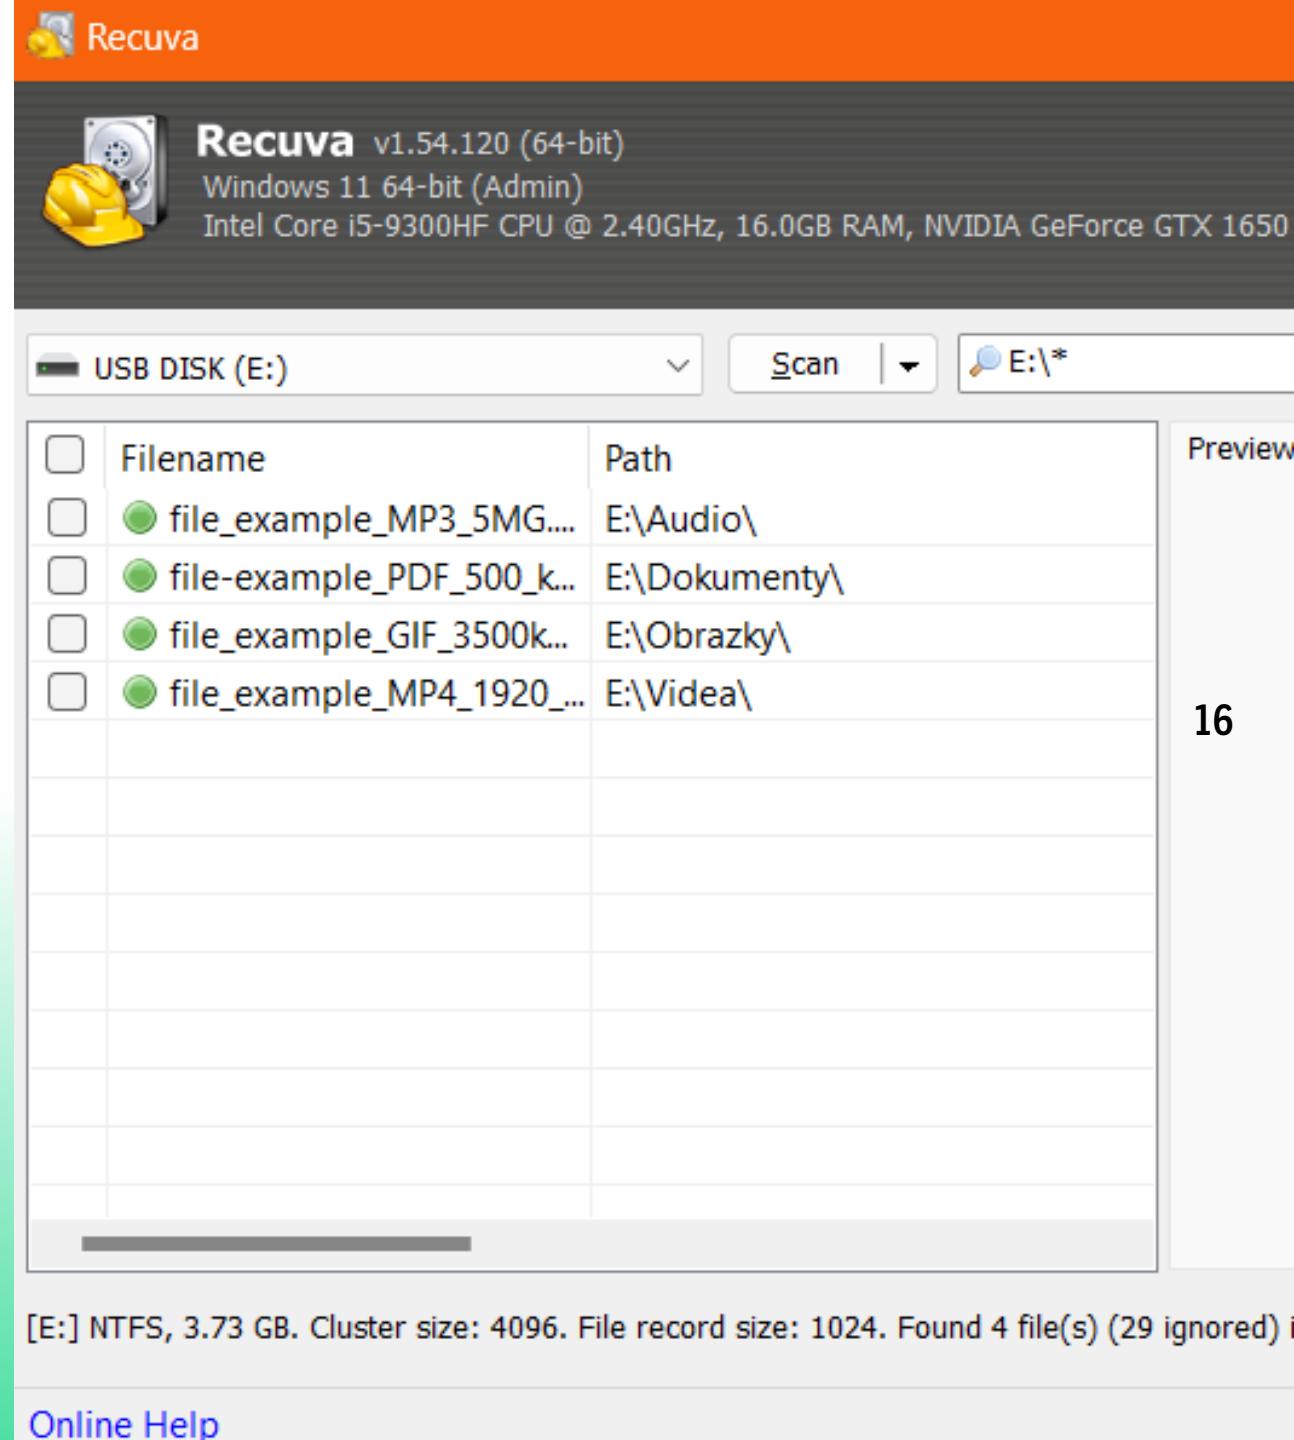 Recuva
Recuva v1.54.120 (64-bit)
Windows 11 64-bit (Admin)
Intel Core i5-9300HF CPU @ 2.40GHz, 16.0GB RAM, NVIDIA GeForce GTX 1650
USB DISK (E:) Scan E:\*
Filename Path Preview
file_example_MP3_5MG.... E:\Audio\
file-example_PDF_500_k... E:\Dokumenty\
file_example_GIF_3500k... E:\Obrazky\
file_example_MP4_1920_... E:\Videa\
16
[E:] NTFS, 3.73 GB. Cluster size: 4096. File record size: 1024. Found 4 file(s) (29 ignored) i
Online Help